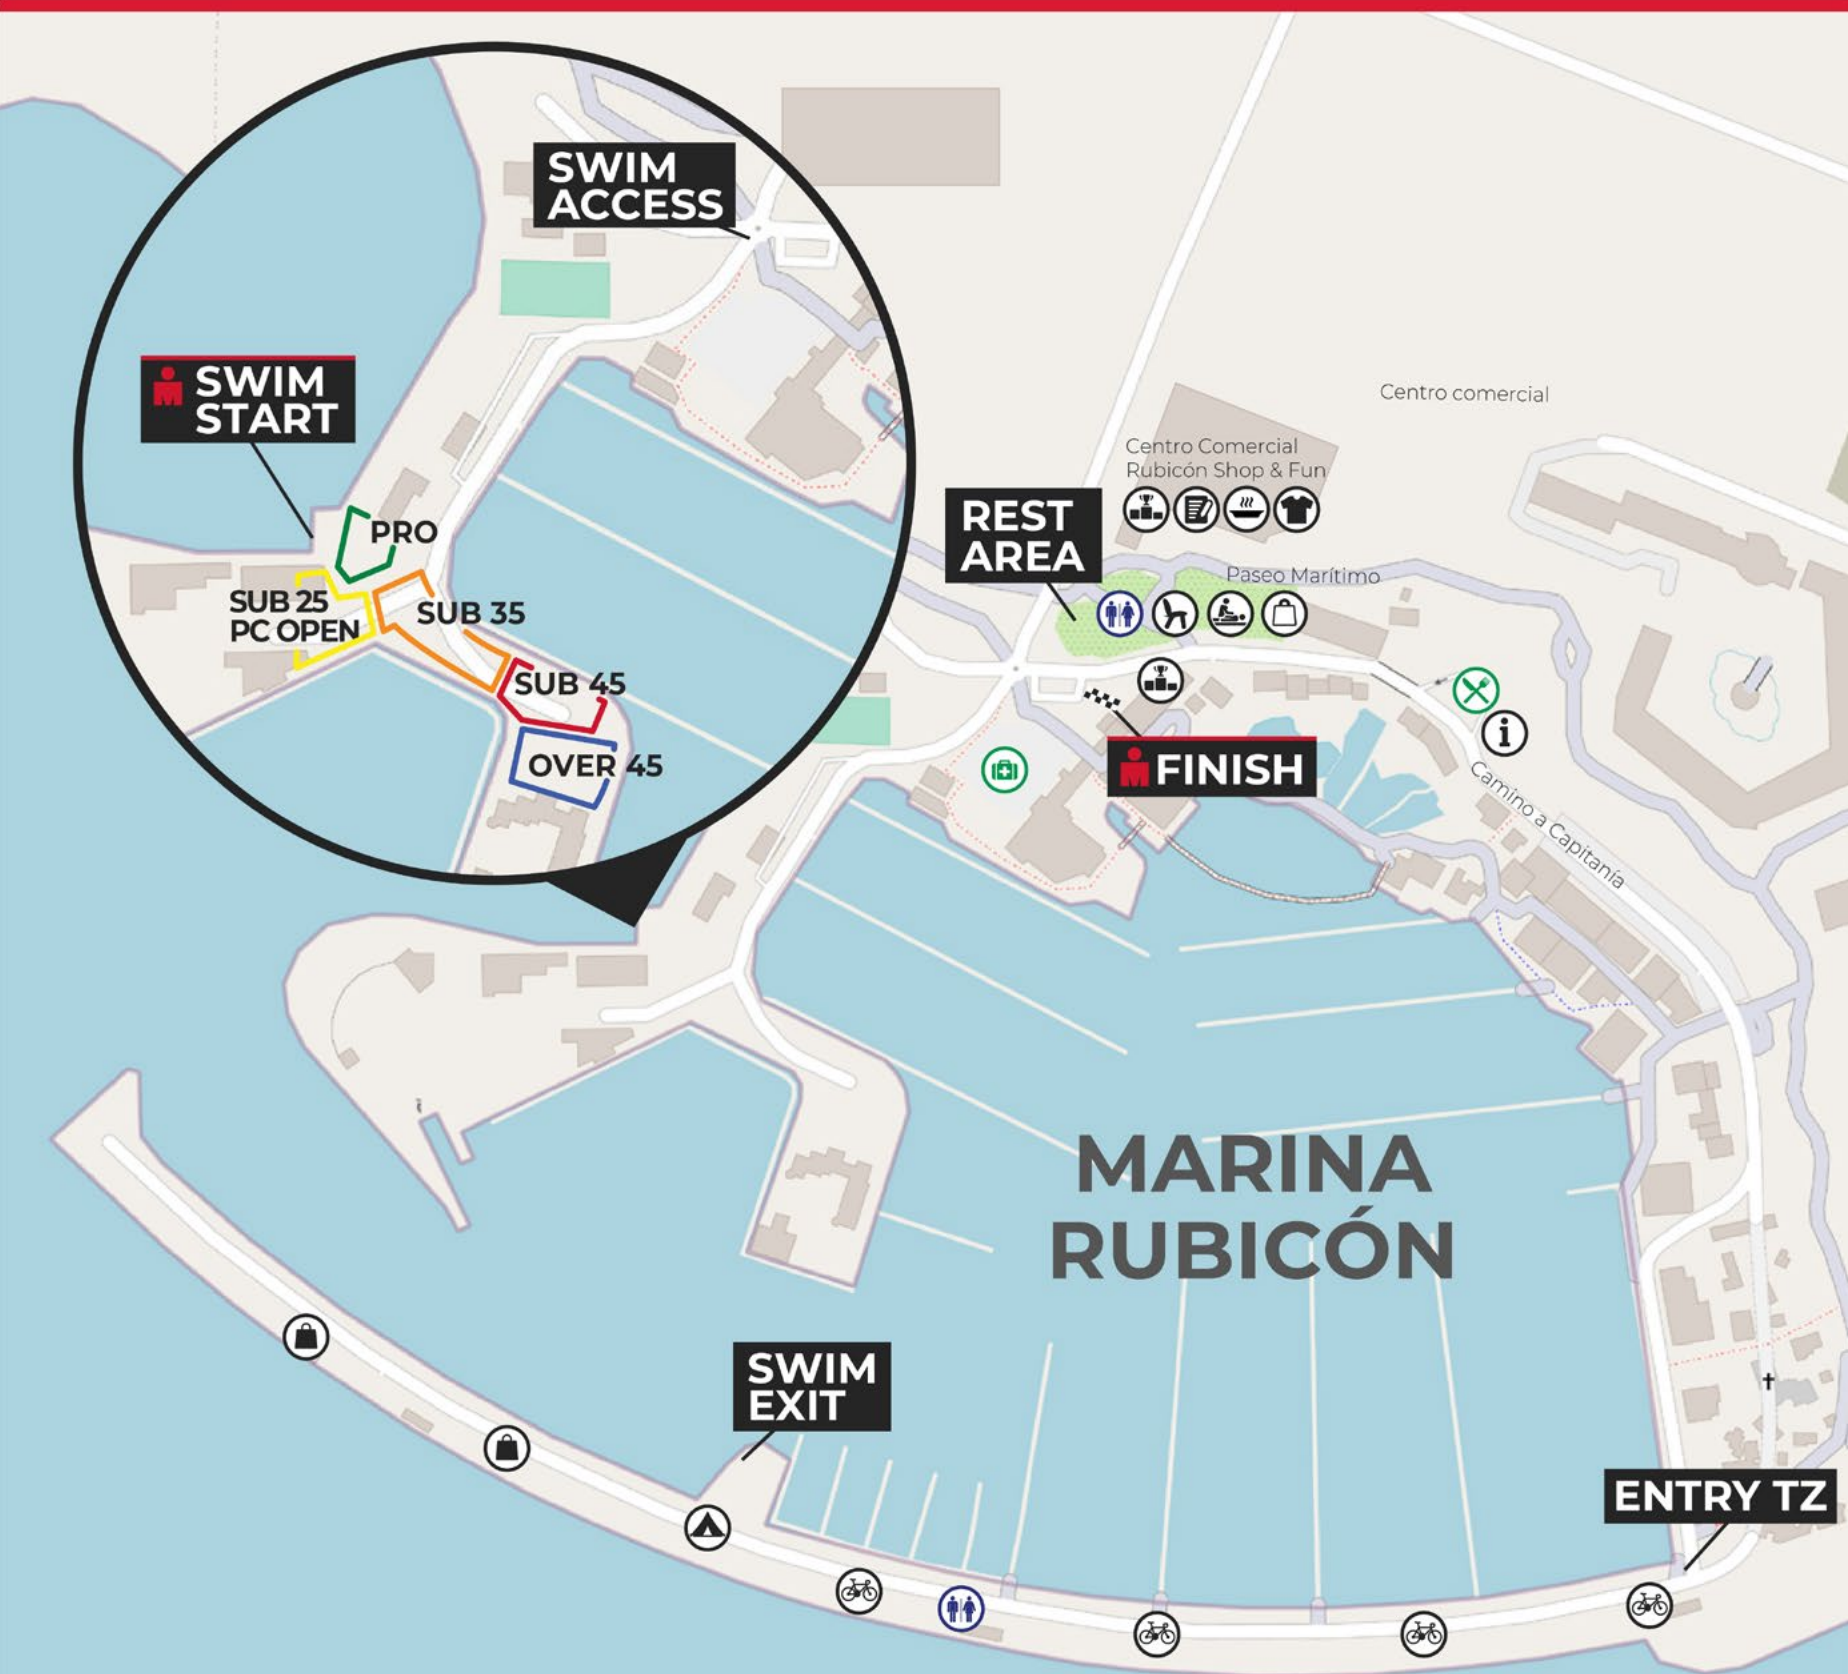 SWIM
ACCESS
SWIM
START
PRO
SUB 25
PC OPEN
SUB 35
SUB 45
OVER 45
Centro comercial
Centro Comercial
Rubicón Shop & Fun
REST
AREA
Paseo Marítimo
FINISH
Camino a Capitanía
MARINA
RUBICÓN
SWIM
EXIT
ENTRY TZ